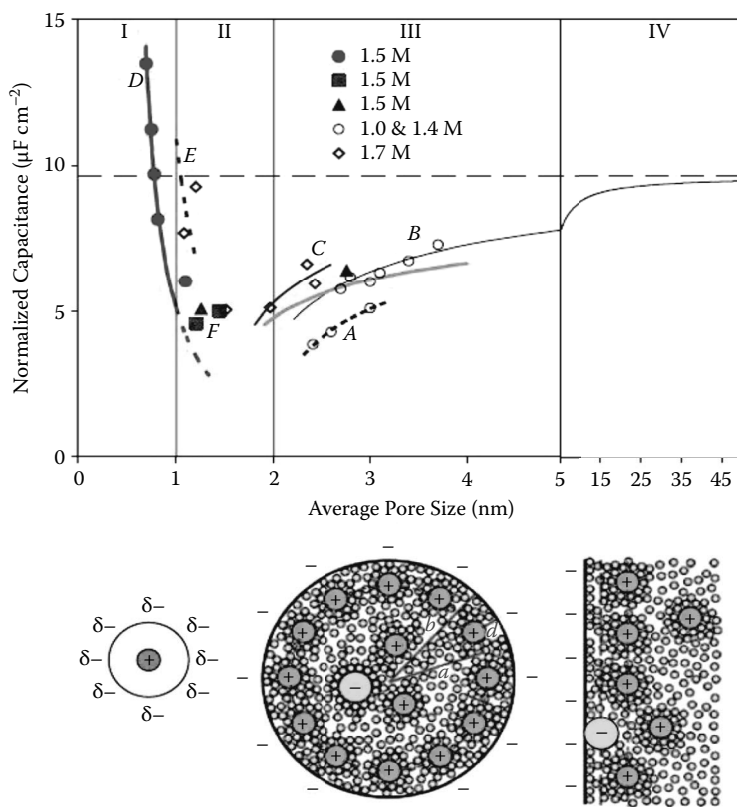 15
I
II
III
IV
D
1.5 M
1.5 M
1.5 M
1.0 & 1.4 M
1.7 M
10
E
Normalized Capacitance (μF cm⁻²)
C
B
5
F
A
0
0 1 2 3 4 5 15 25 35 45
Average Pore Size (nm)
δ−
δ− δ−
δ− + δ−
δ− δ−
δ−
− − − − − − − − − − − −
+ + + + + + + + + + + + + +
−
b
d
a
− − − − − −
+ + + + + +
−